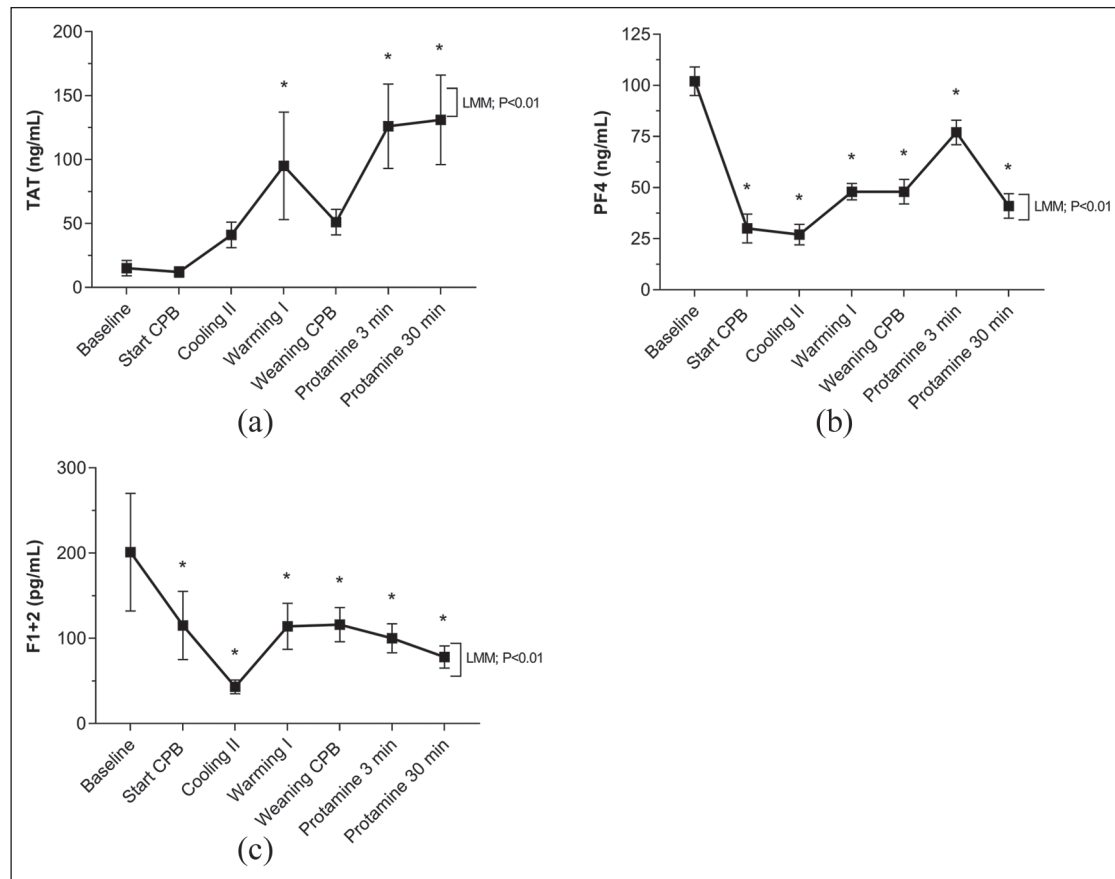 200
150
100
50
0
TAT (ng/mL)
*
*
*
LMM; P<0.01
Baseline
Start CPB
Cooling II
Warming I
Weaning CPB
Protamine 3 min
Protamine 30 min
(a)
125
100
75
50
25
0
PF4 (ng/mL)
*
*
*
*
*
*
LMM; P<0.01
Baseline
Start CPB
Cooling II
Warming I
Weaning CPB
Protamine 3 min
Protamine 30 min
(b)
300
200
100
0
F1+2 (pg/mL)
*
*
*
*
*
*
LMM; P<0.01
Baseline
Start CPB
Cooling II
Warming I
Weaning CPB
Protamine 3 min
Protamine 30 min
(c)